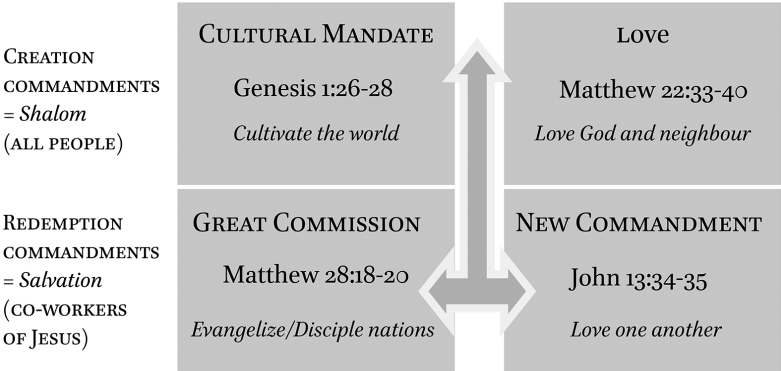 Creation
commandments
= Shalom
(all people)
Cultural Mandate
Genesis 1:26-28
Cultivate the world
Love
Matthew 22:33-40
Love God and neighbour
Redemption
commandments
= Salvation
(co-workers
of Jesus)
Great Commission
Matthew 28:18-20
Evangelize/Disciple nations
New Commandment
John 13:34-35
Love one another